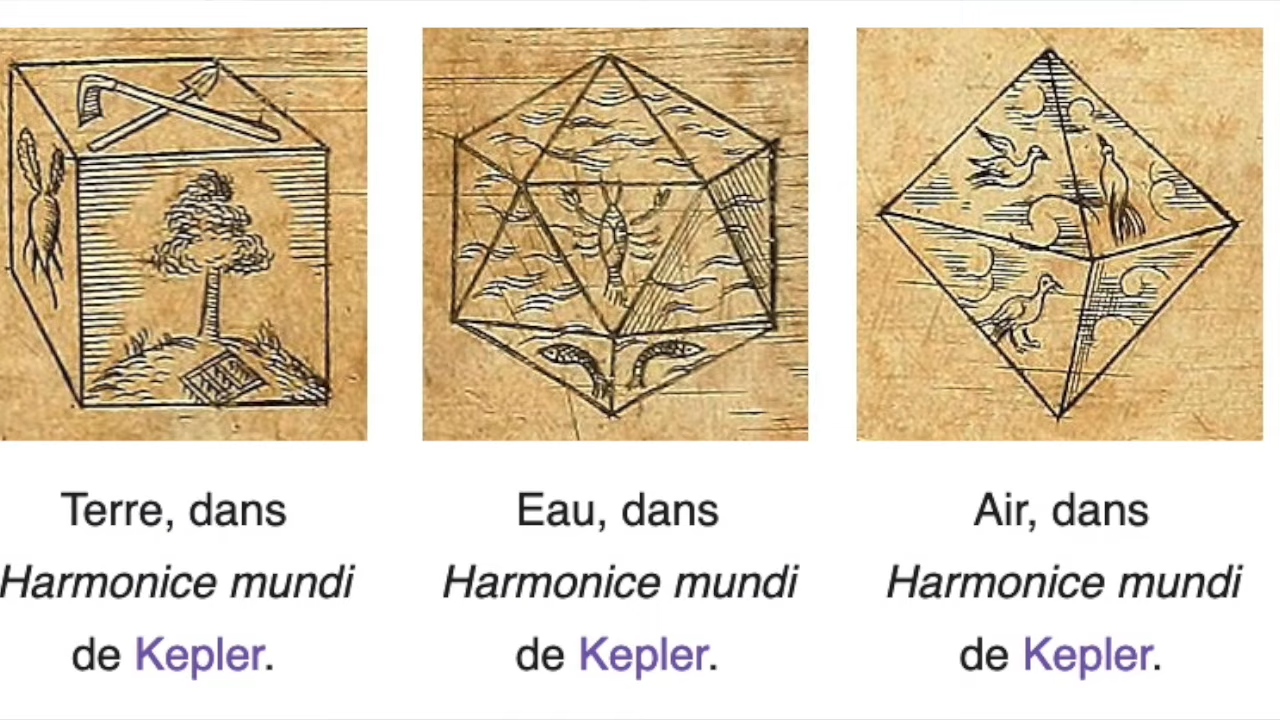 Terre, dans
Harmonice mundi
de Kepler.
Eau, dans
Harmonice mundi
de Kepler.
Air, dans
Harmonice mundi
de Kepler.